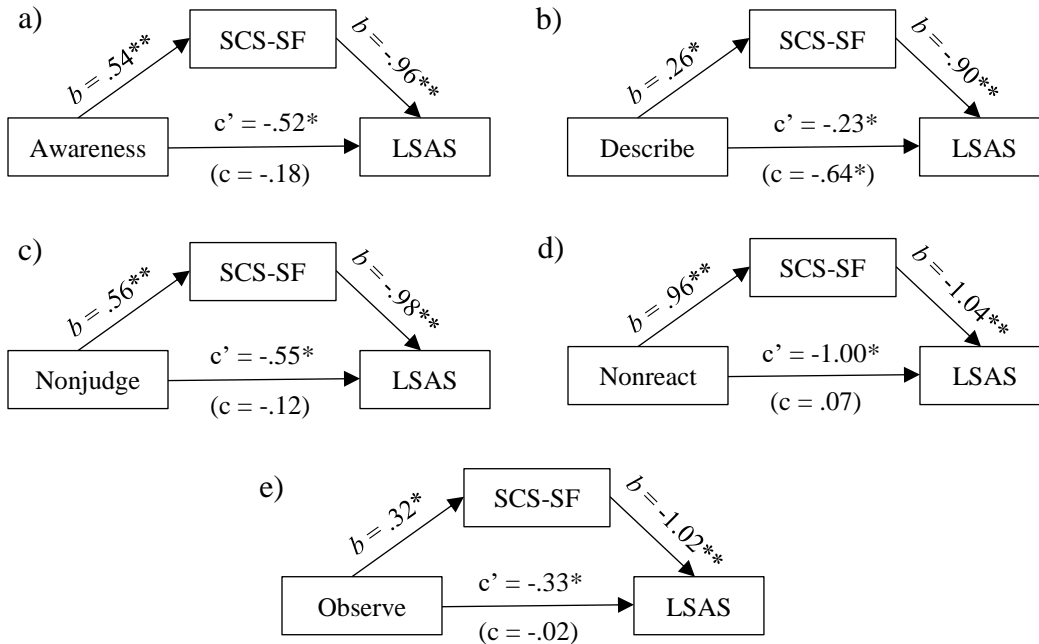 a)
SCS-SF
b = .54**
b = -.96**
Awareness
c’ = -.52*
(c = -.18)
LSAS
b)
SCS-SF
b = .26*
b = -.90**
Describe
c’ = -.23*
(c = -.64*)
LSAS
c)
SCS-SF
b = .56**
b = -.98**
Nonjudge
c’ = -.55*
(c = -.12)
LSAS
d)
SCS-SF
b = .96**
b = -1.04**
Nonreact
c’ = -1.00*
(c = .07)
LSAS
e)
SCS-SF
b = .32*
b = -1.02**
Observe
c’ = -.33*
(c = -.02)
LSAS